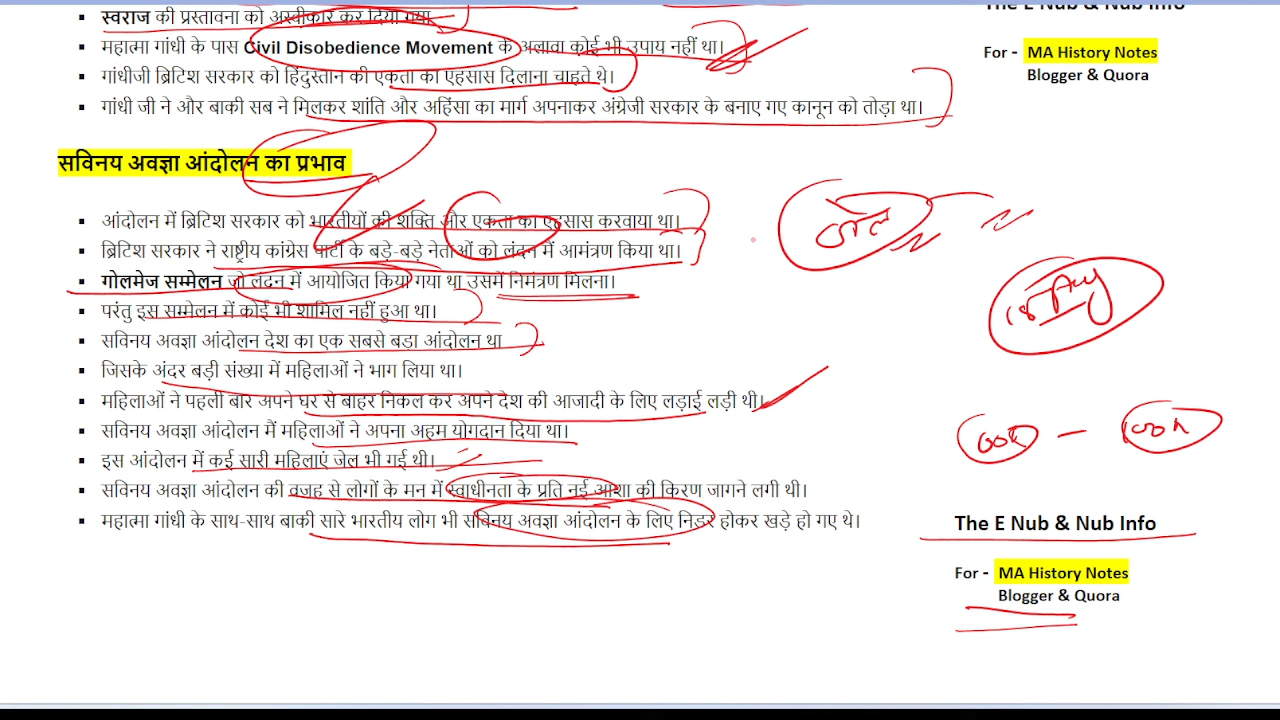 स्वराज की प्रस्तावना को अस्वीकार कर दिया गया
The E Nub & Nub Info
महात्मा गांधी के पास Civil Disobedience Movement के अलावा कोई भी उपाय नहीं था।
For - MA History Notes
गांधीजी ब्रिटिश सरकार को हिंदुस्तान की एकता का एहसास दिलाना चाहते थे।
Blogger & Quora
गांधी जी ने और बाकी सब ने मिलकर शांति और अहिंसा का मार्ग अपनाकर अंग्रेजी सरकार के बनाए गए कानून को तोड़ा था।
सविनय अवज्ञा आंदोलन का प्रभाव
आंदोलन में ब्रिटिश सरकार को भारतीयों की शक्ति और एकता का एहसास करवाया था।
जेल
ब्रिटिश सरकार ने राष्ट्रीय कांग्रेस पार्टी के बड़े-बड़े नेताओं को लंदन में आमंत्रण किया था।
गोलमेज सम्मेलन जो लंदन में आयोजित किया गया था उसमें निमंत्रण मिलना।
परंतु इस सम्मेलन में कोई भी शामिल नहीं हुआ था।
सविनय अवज्ञा आंदोलन देश का एक सबसे बडा आंदोलन था
जिसके अंदर बड़ी संख्या में महिलाओं ने भाग लिया था।
महिलाओं ने पहली बार अपने घर से बाहर निकल कर अपने देश की आजादी के लिए लड़ाई लड़ी थी।
सविनय अवज्ञा आंदोलन मैं महिलाओं ने अपना अहम योगदान दिया था।
इस आंदोलन में कई सारी महिलाएं जेल भी गई थी।
सविनय अवज्ञा आंदोलन की वजह से लोगों के मन में स्वाधीनता के प्रति नई आशा की किरण जागने लगी थी।
महात्मा गांधी के साथ-साथ बाकी सारे भारतीय लोग भी सविनय अवज्ञा आंदोलन के लिए निडर होकर खड़े हो गए थे।
The E Nub & Nub Info
For - MA History Notes
Blogger & Quora